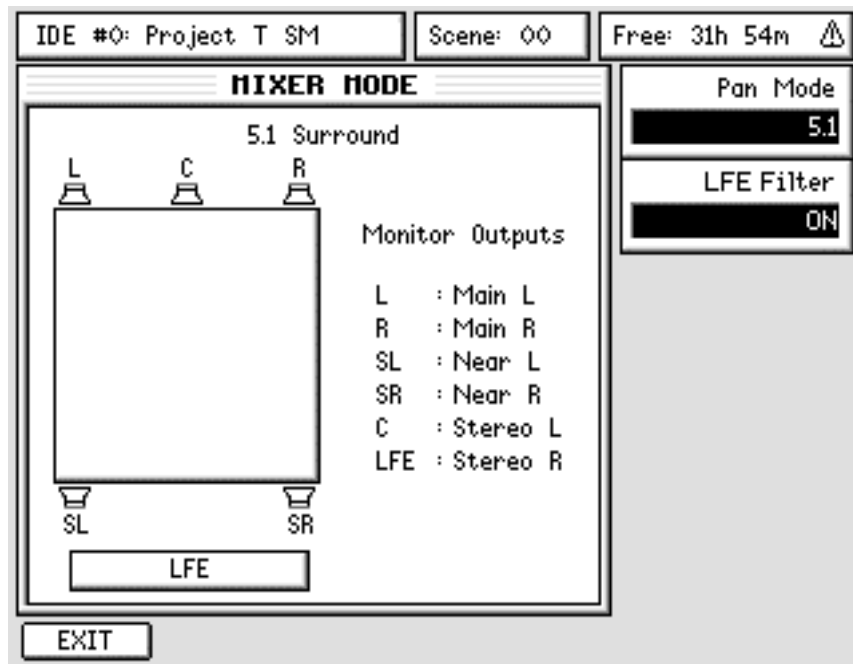 IDE #0: Project T SM
Scene: 00
Free: 31h 54m
MIXER MODE
5.1 Surround
L C R
Monitor Outputs
L : Main L
R : Main R
SL : Near L
SR : Near R
C : Stereo L
LFE : Stereo R
SL SR
LFE
Pan Mode
5.1
LFE Filter
ON
EXIT